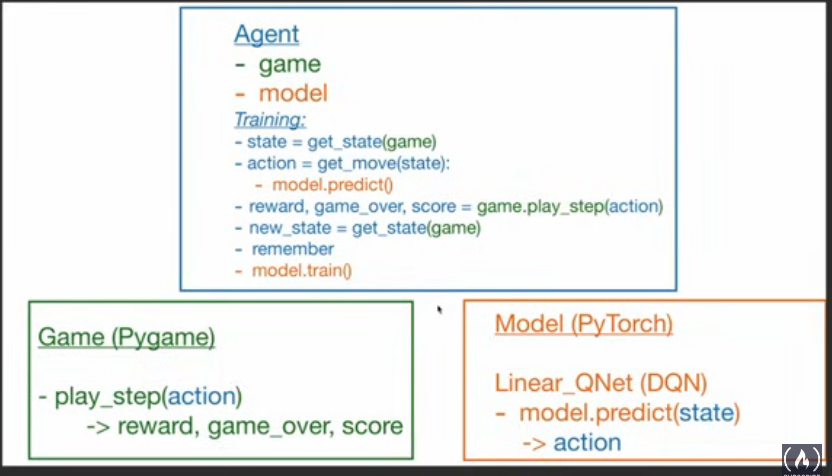 Agent
- game
- model
Training:
- state = get_state(game)
- action = get_move(state):
- model.predict()
- reward, game_over, score = game.play_step(action)
- new_state = get_state(game)
- remember
- model.train()
Game (Pygame)
- play_step(action)
-> reward, game_over, score
Model (PyTorch)
Linear_QNet (DQN)
- model.predict(state)
-> action